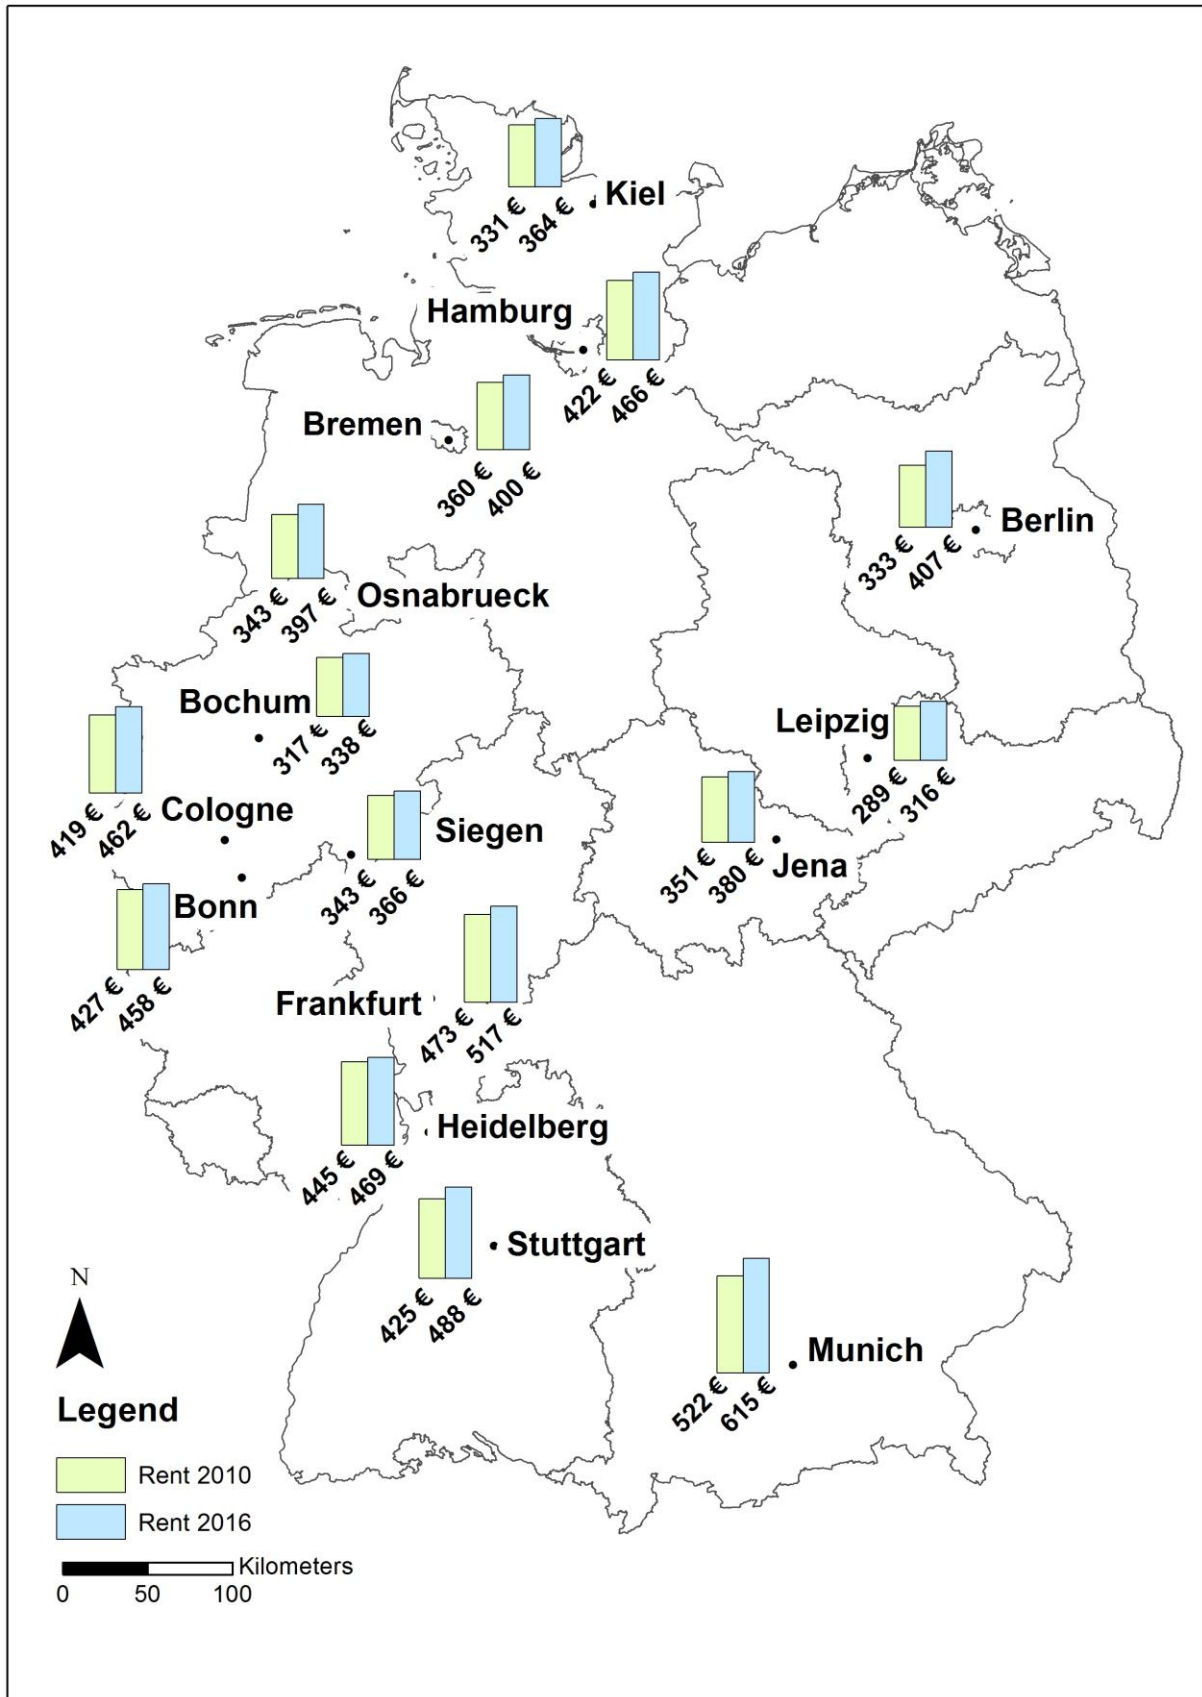 Kiel
331 €
364 €
Hamburg
422 €
466 €
Bremen
360 €
400 €
Berlin
333 €
407 €
Osnabrueck
343 €
397 €
Bochum
317 €
338 €
Leipzig
289 €
316 €
Cologne
419 €
462 €
Siegen
343 €
366 €
Jena
351 €
380 €
Bonn
427 €
458 €
Frankfurt
473 €
517 €
Heidelberg
445 €
469 €
Stuttgart
425 €
488 €
Munich
522 €
615 €
N
Legend
Rent 2010
Rent 2016
Kilometers
0 50 100